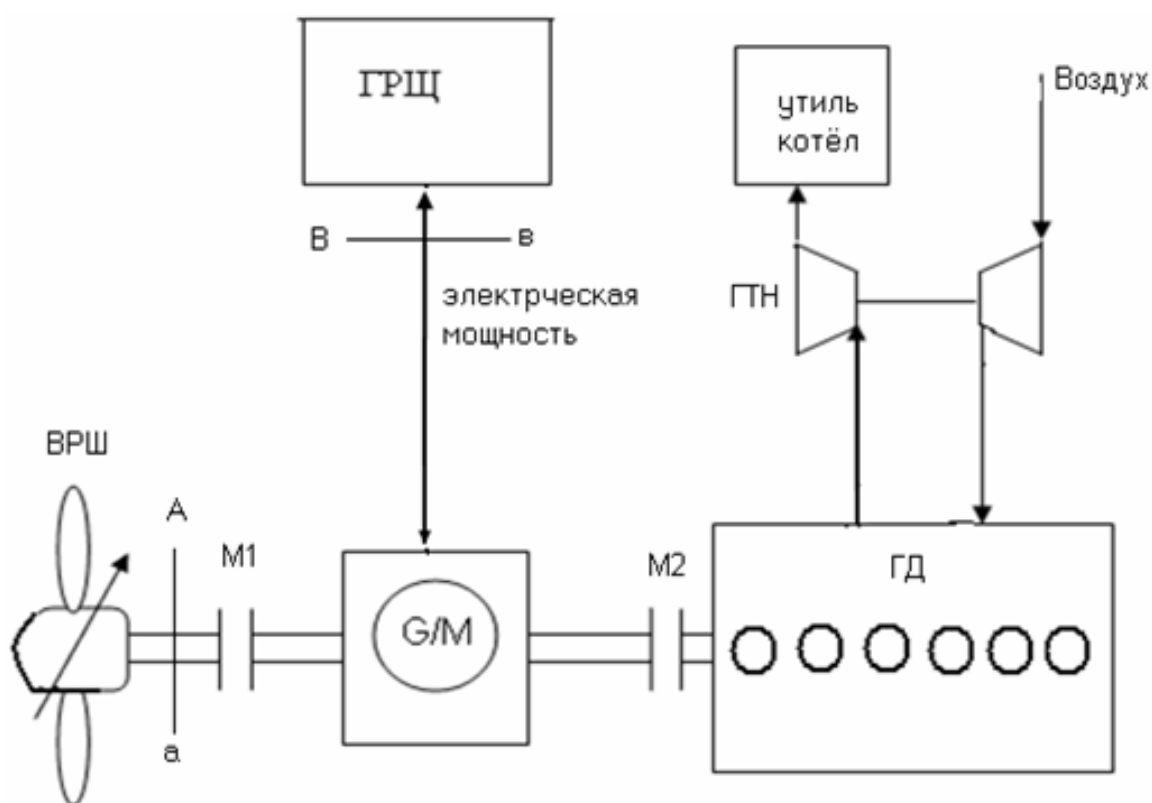 ГРЩ
утиль
котёл
Воздух
В в
электрческая
мощность
ГТН
ВРШ
А
М1
М2
ГД
G/M
а